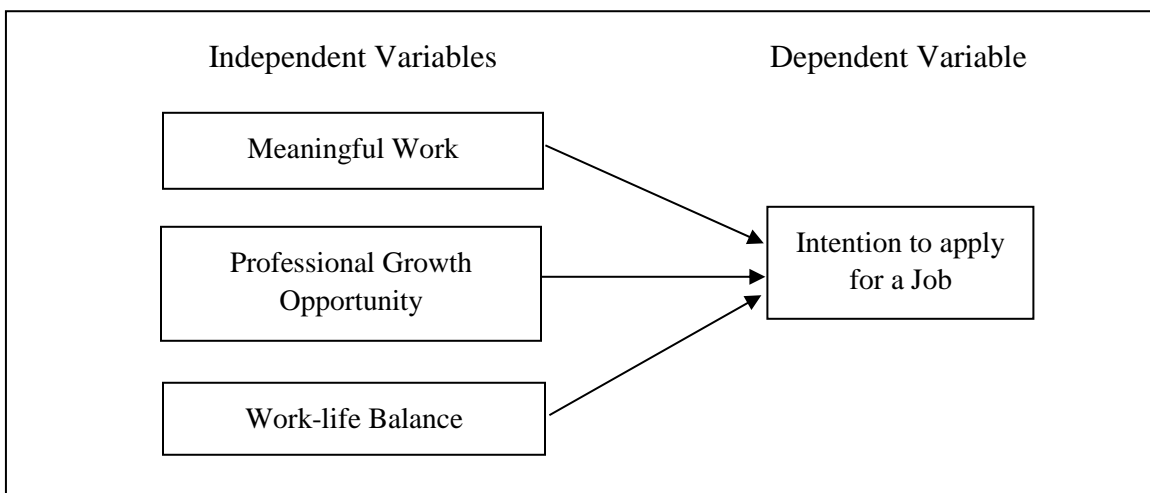 Independent Variables
Dependent Variable
Meaningful Work
Professional Growth
Opportunity
Intention to apply
for a Job
Work-life Balance